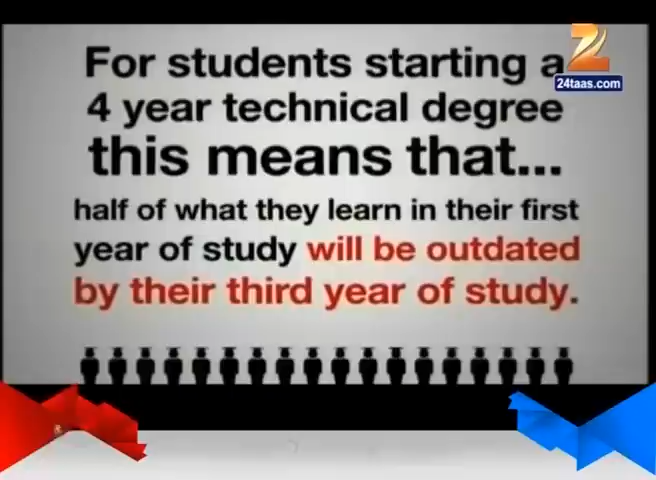 For students starting a
4 year technical degree
this means that...
half of what they learn in their first
year of study will be outdated
by their third year of study.
24taas.com